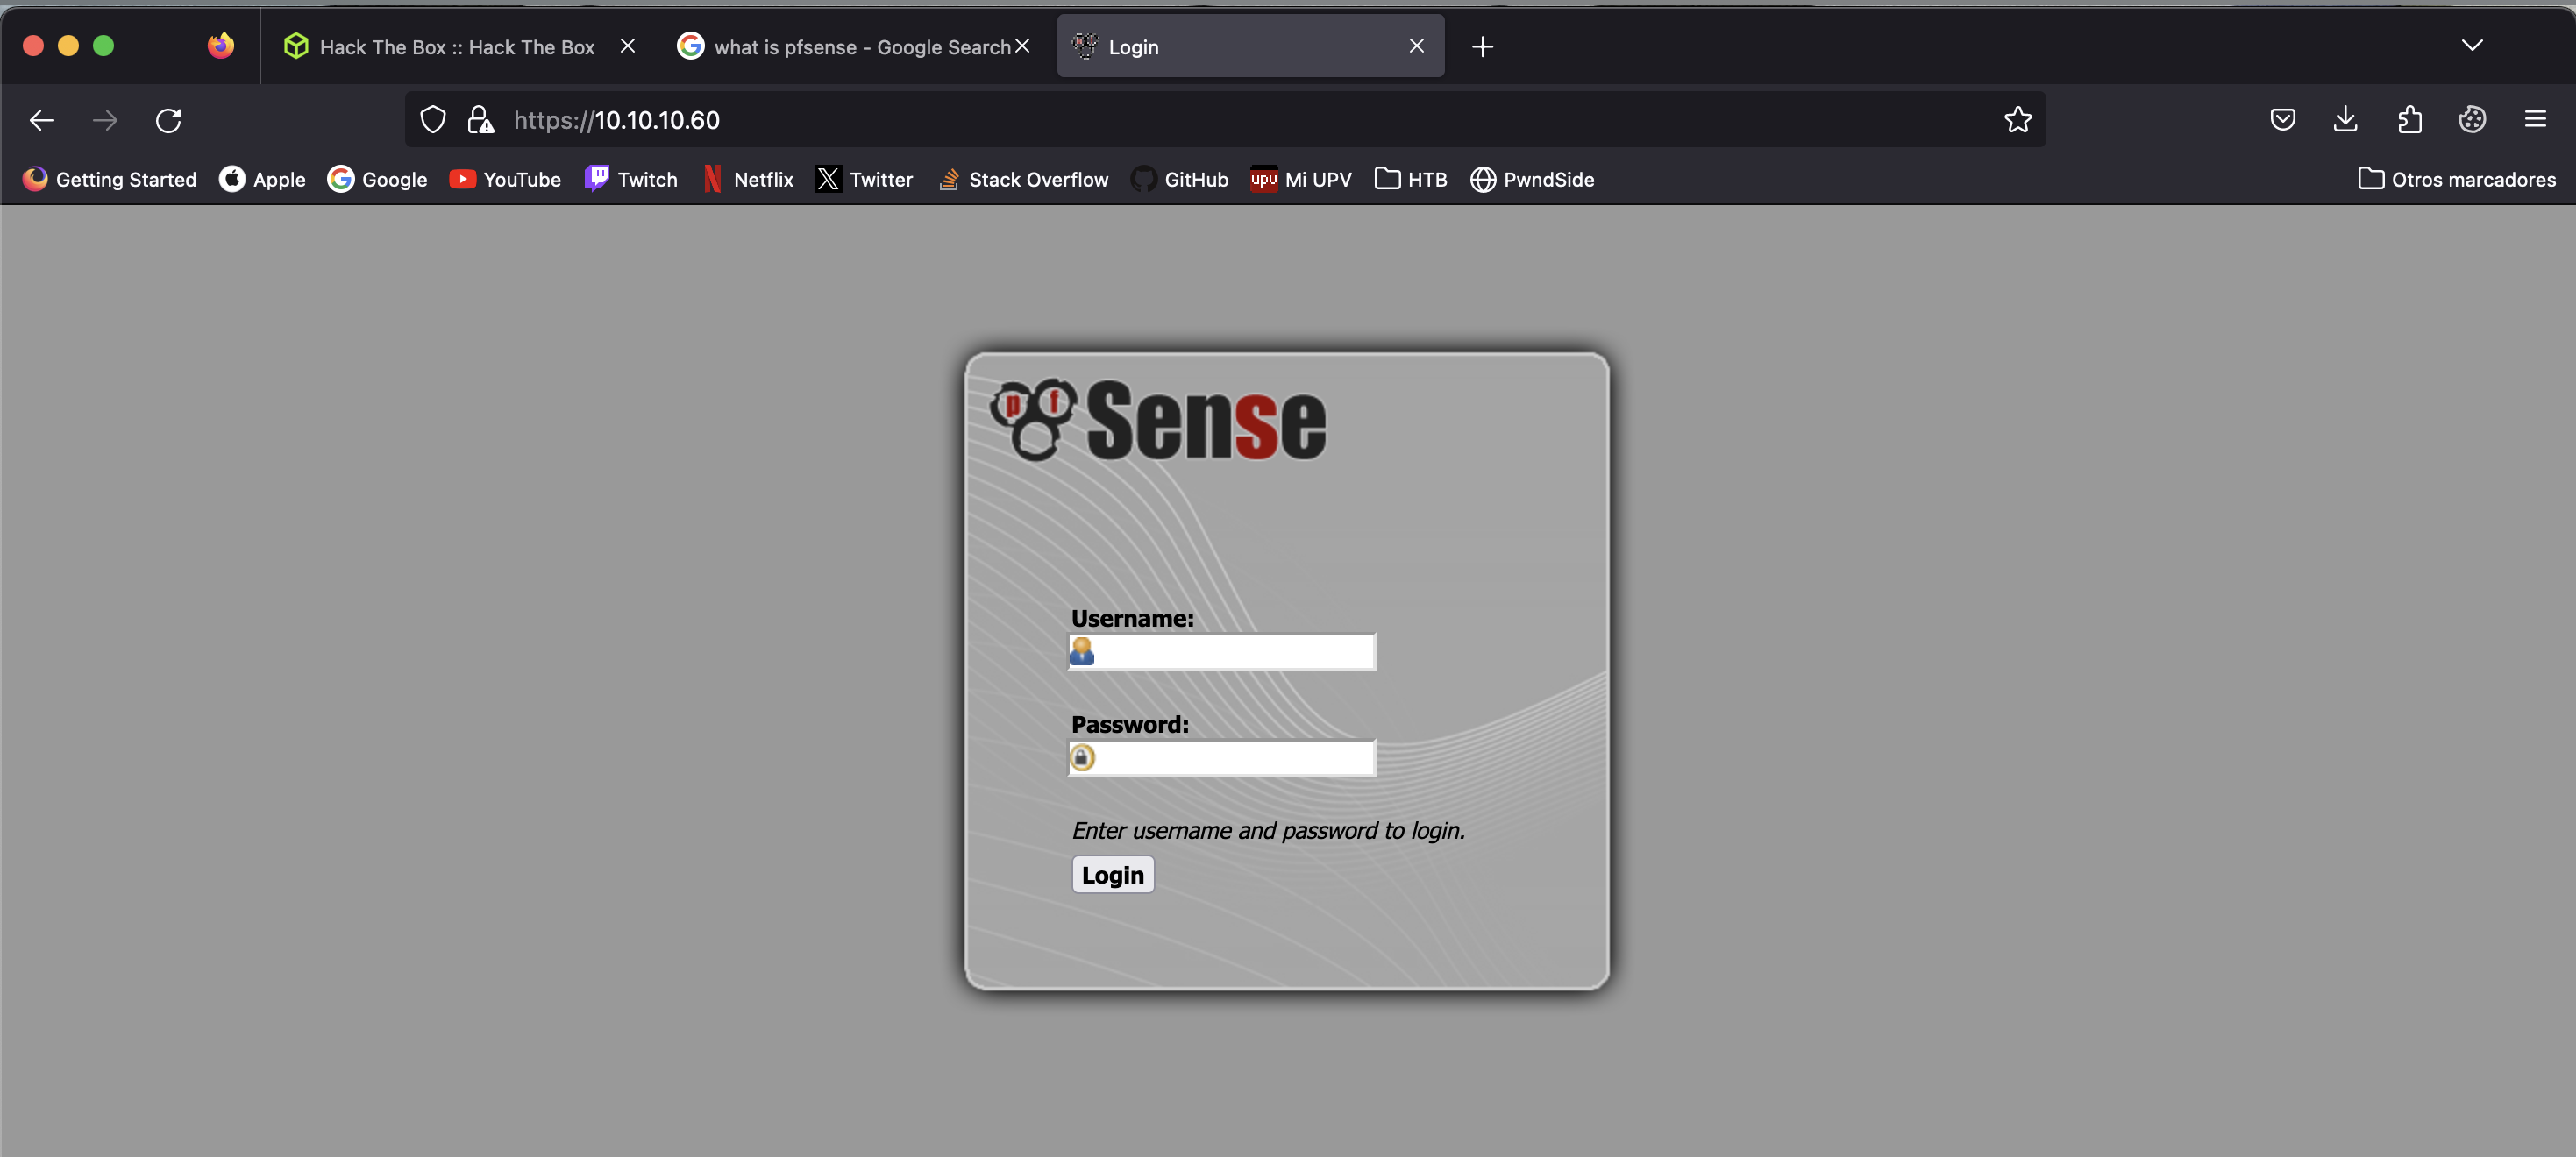 Hack The Box :: Hack The Box
what is pfsense - Google Search
Login
https://10.10.10.60
Getting Started Apple Google YouTube Twitch Netflix Twitter Stack Overflow GitHub upv Mi UPV HTB PwndSide Otros marcadores
pf Sense
Username:
Password:
Enter username and password to login.
Login